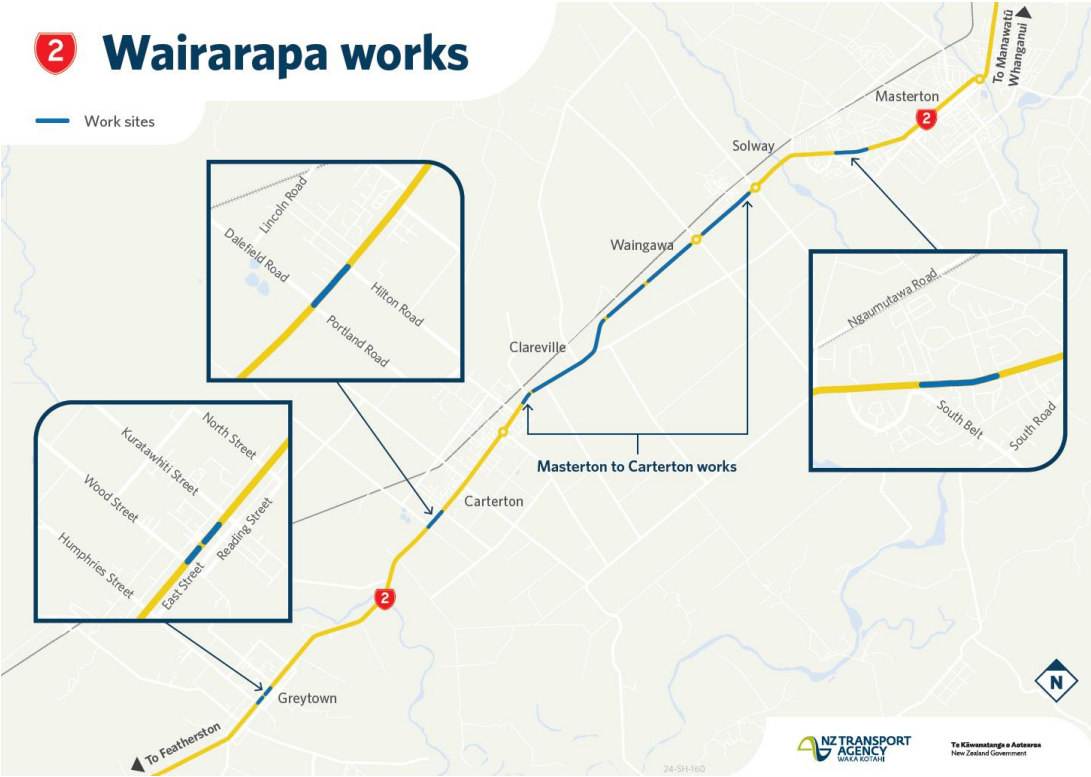 2
Wairarapa works
Work sites
To Manawatū
Whanganui
Masterton
2
Solway
Waingawa
Clareville
Masterton to Carterton works
Carterton
2
Greytown
To Featherston
Lincoln Road
Dalefield Road
Hilton Road
Portland Road
North Street
Kuratawhiti Street
Wood Street
Reading Street
Humphries Street
East Street
Ngaumutawa Road
South Belt
South Road
N
NZ TRANSPORT
AGENCY
WAKA KOTAHI
Te Kāwanatanga o Aotearoa
New Zealand Government
24-SH-160